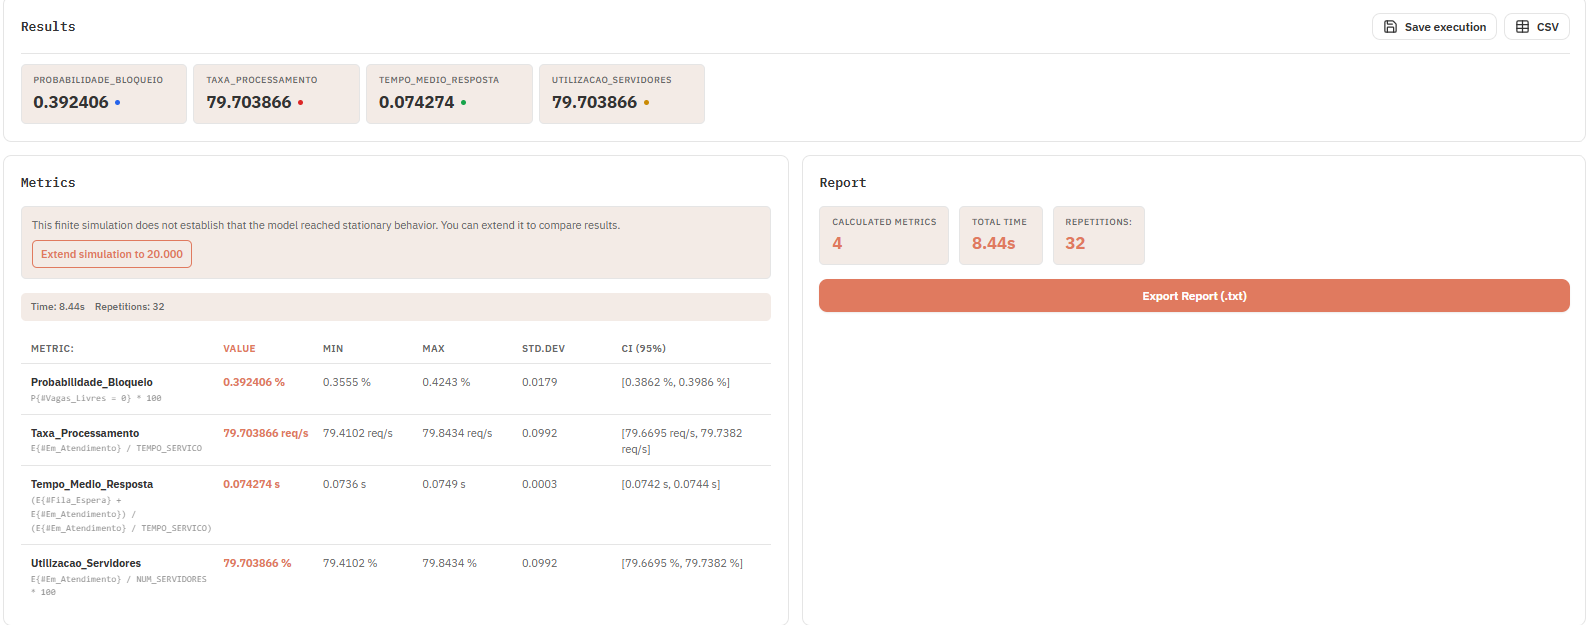 Results
Save execution
CSV
PROBABILIDADE_BLOQUEIO
0.392406
TAXA_PROCESSAMENTO
79.703866
TEMPO_MEDIO_RESPOSTA
0.074274
UTILIZACAO_SERVIDORES
79.703866
Metrics
This finite simulation does not establish that the model reached stationary behavior. You can extend it to compare results.
Extend simulation to 20.000
Time: 8.44s Repetitions: 32
METRIC: VALUE MIN MAX STD.DEV CI (95%)
Probabilidade_Bloqueio 0.392406 % 0.3555 % 0.4243 % 0.0179 [0.3862 %, 0.3986 %]
P{#Vagas_Livres = 0} * 100
Taxa_Processamento 79.703866 req/s 79.4102 req/s 79.8434 req/s 0.0992 [79.6695 req/s, 79.7382
req/s]
E{#Em_Atendimento} / TEMPO_SERVICO
Tempo_Medio_Resposta 0.074274 s 0.0736 s 0.0749 s 0.0003 [0.0742 s, 0.0744 s]
(E{#Fila_Espera} +
E{#Em_Atendimento}) /
(E{#Em_Atendimento} / TEMPO_SERVICO)
Utilizacao_Servidores 79.703866 % 79.4102 % 79.8434 % 0.0992 [79.6695 %, 79.7382 %]
E{#Em_Atendimento} / NUM_SERVIDORES
* 100
Report
CALCULATED METRICS
4
TOTAL TIME
8.44s
REPETITIONS:
32
Export Report (.txt)